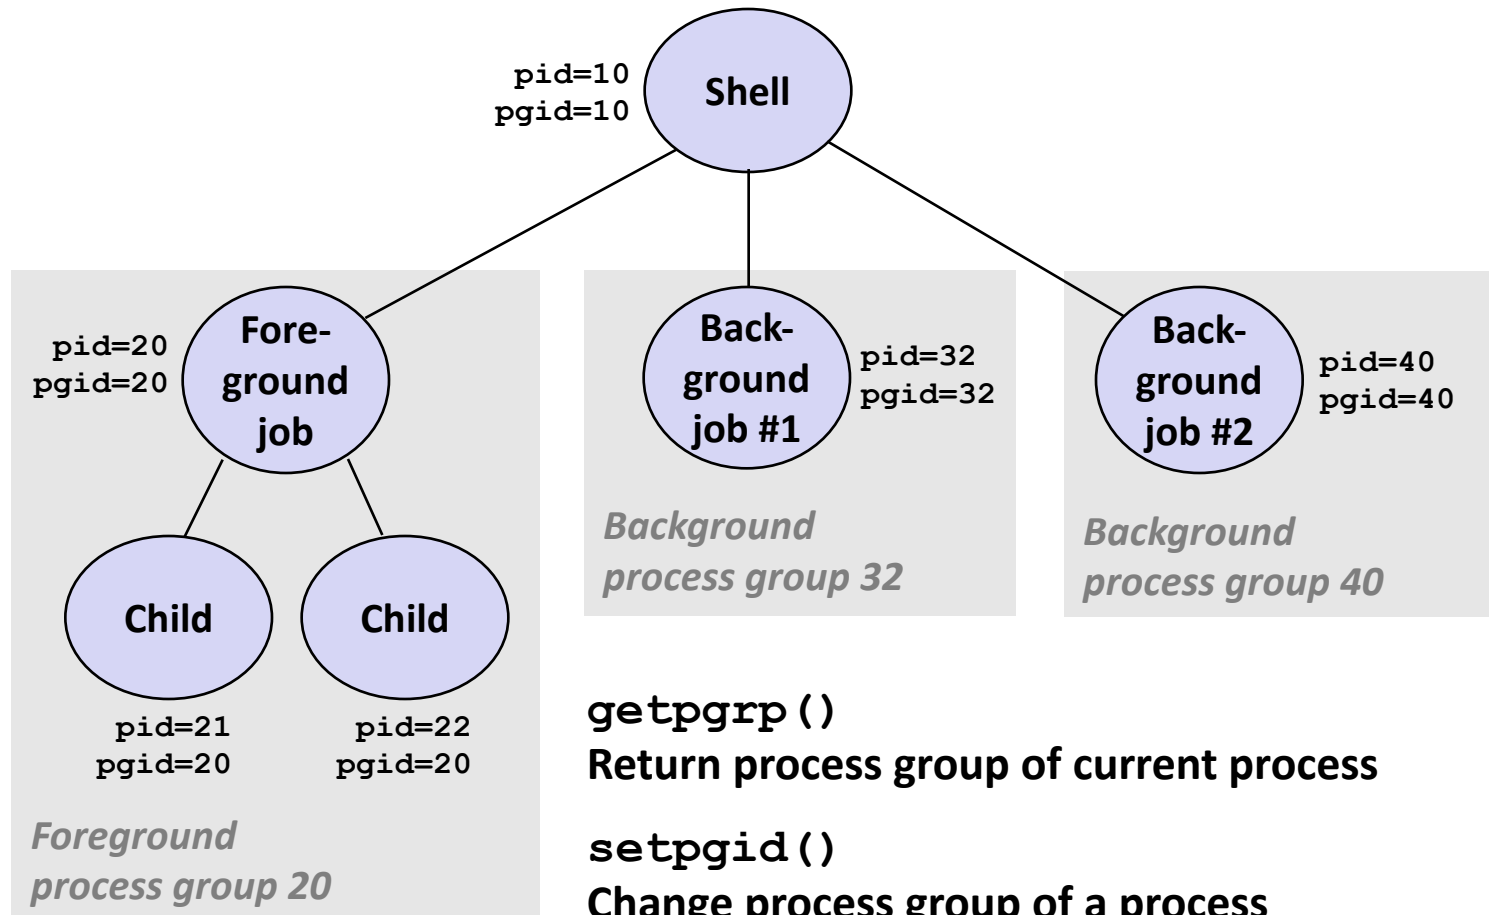 pid=10
pgid=10
Shell
pid=20
pgid=20
Fore-
ground
job
Back-
ground
job #1
pid=32
pgid=32
Back-
ground
job #2
pid=40
pgid=40
Background
process group 32
Background
process group 40
Child
Child
pid=21
pgid=20
pid=22
pgid=20
Foreground
process group 20
getpgrp()
Return process group of current process
setpgid()
Change process group of a process